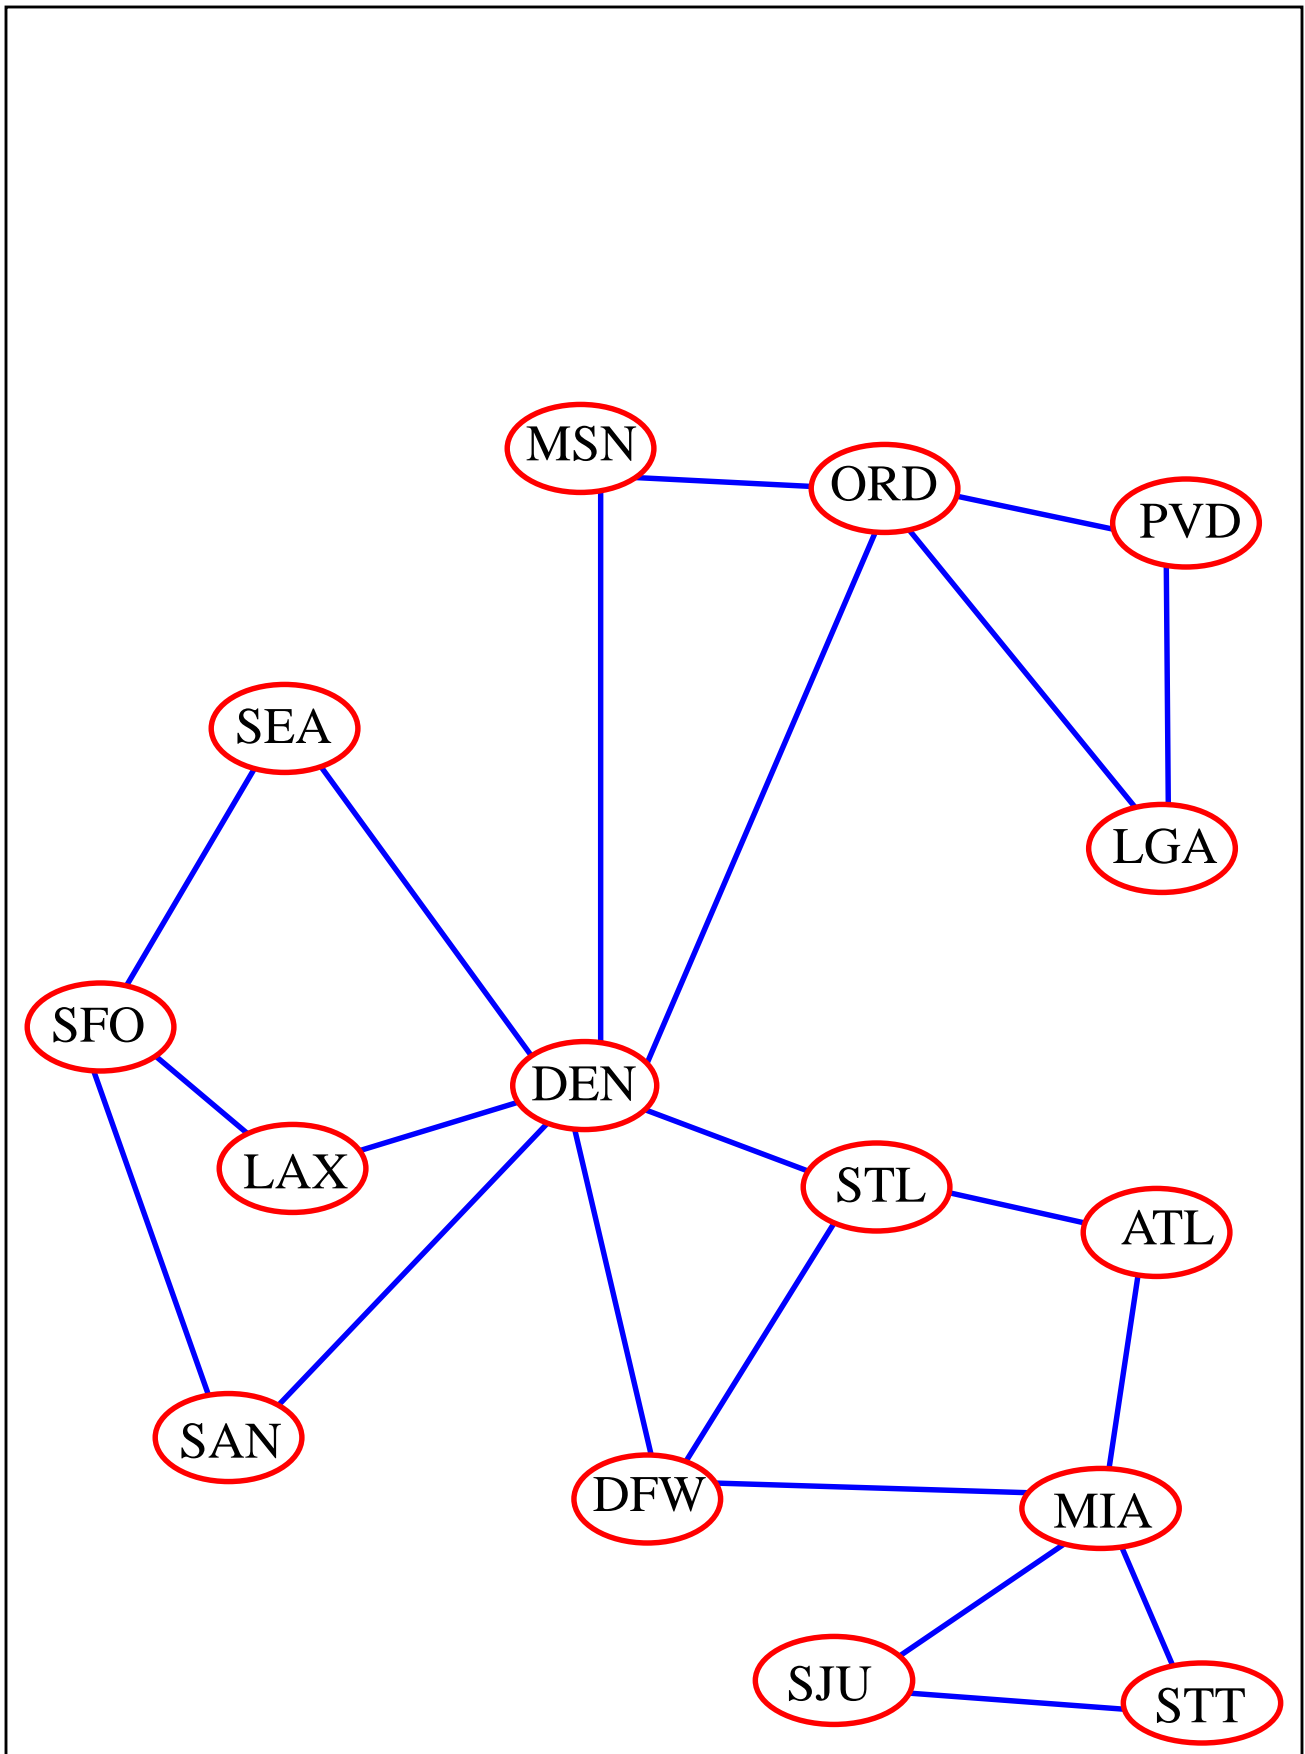 MSN
ORD
PVD
SEA
LGA
SFO
DEN
LAX
STL
ATL
SAN
DFW
MIA
SJU
STT